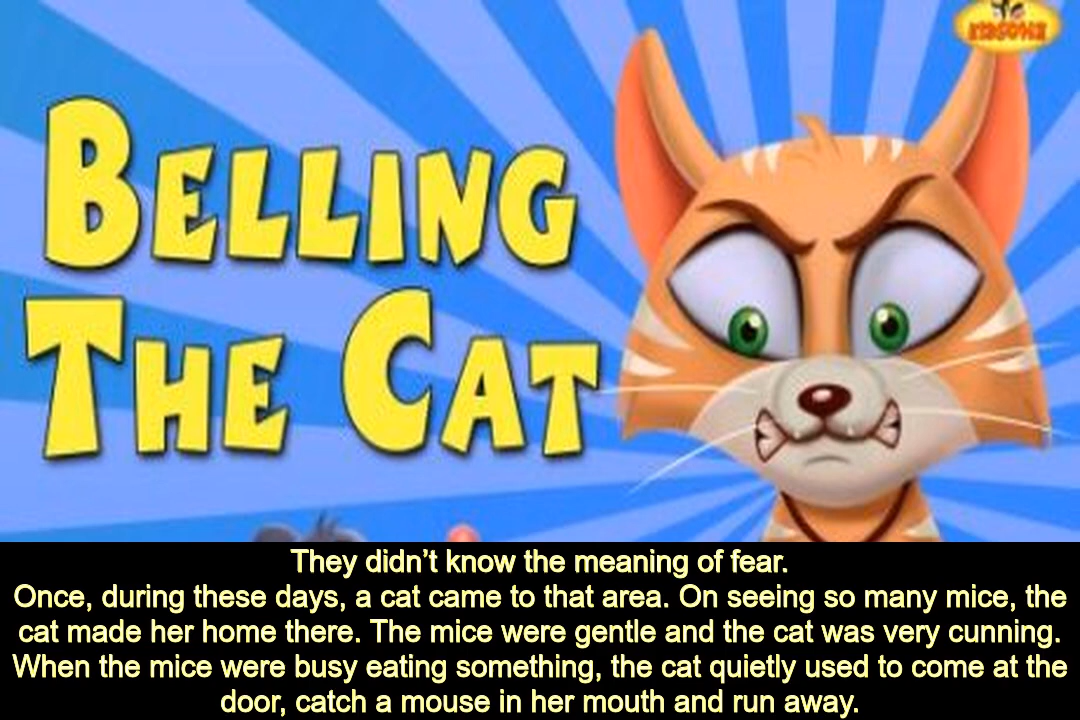 BELLING
THE CAT
They didn’t know the meaning of fear.
Once, during these days, a cat came to that area. On seeing so many mice, the
cat made her home there. The mice were gentle and the cat was very cunning.
When the mice were busy eating something, the cat quietly used to come at the
door, catch a mouse in her mouth and run away.